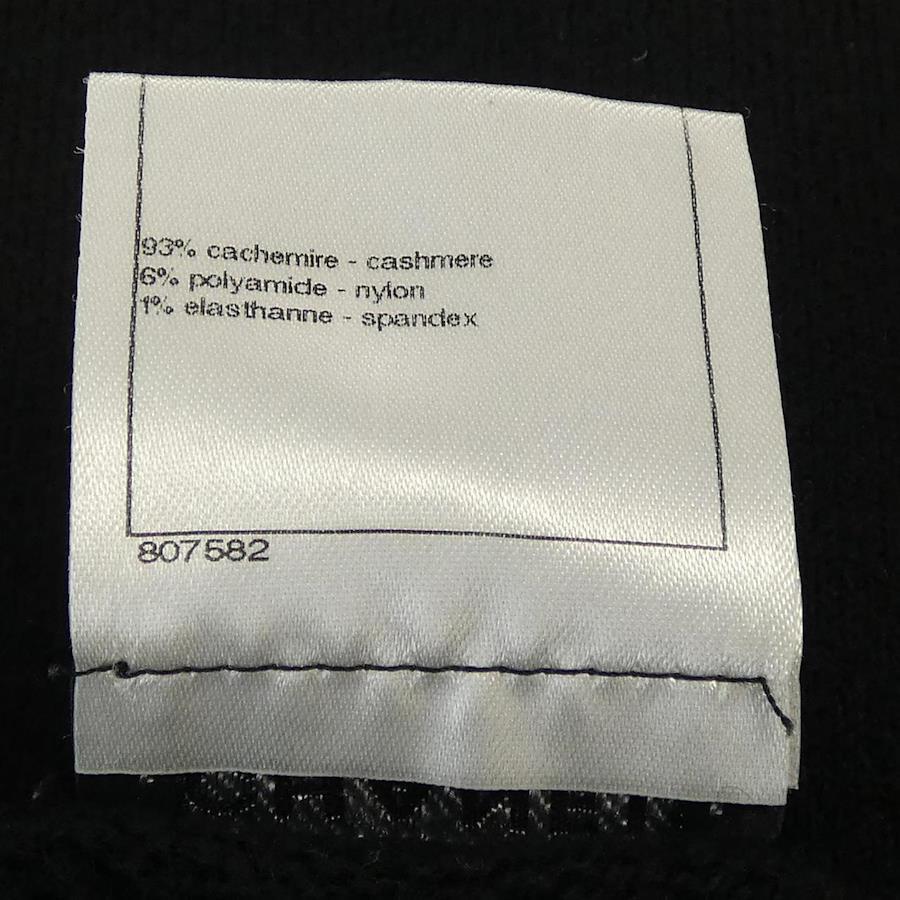 93% cachemire - cashmere
6% polyamide - nylon
1% elasthanne - spandex
807582